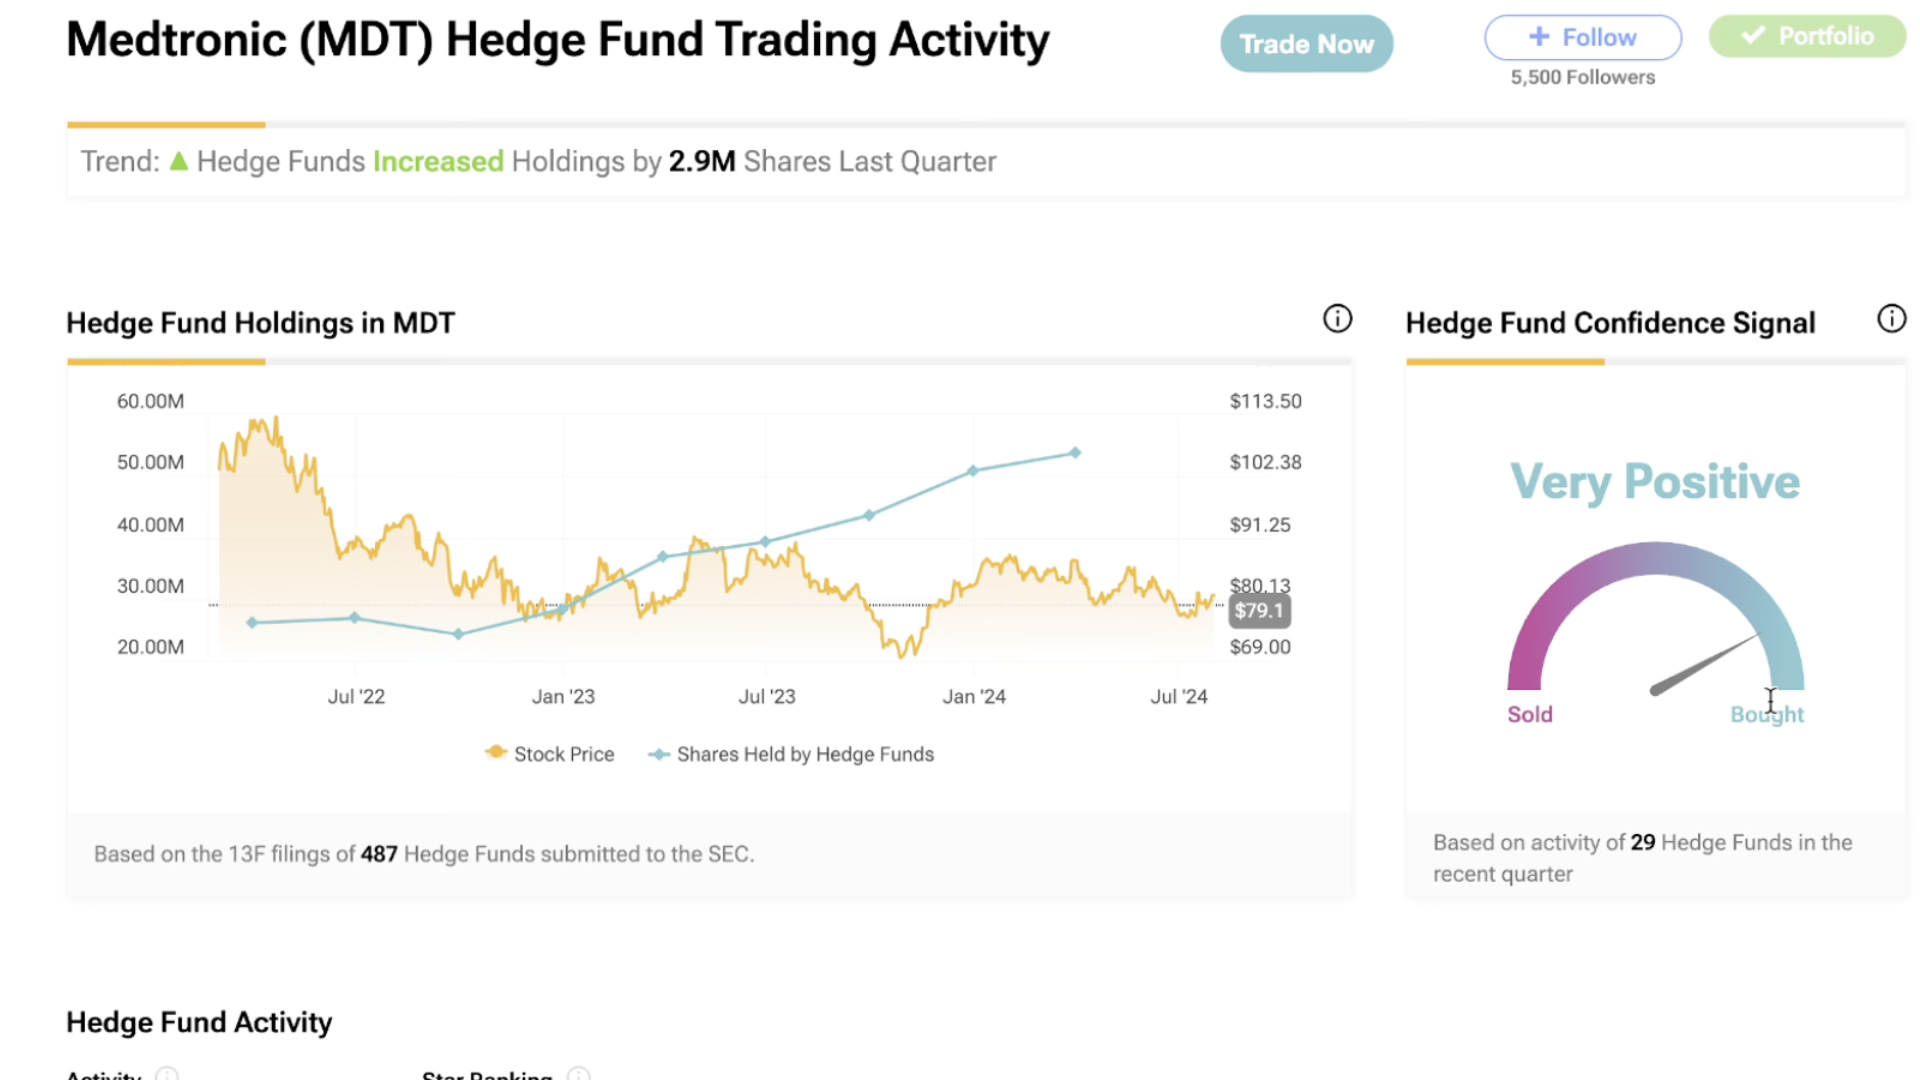 Medtronic (MDT) Hedge Fund Trading Activity
Trade Now
+ Follow
Portfolio
5,500 Followers
Trend: ▲ Hedge Funds Increased Holdings by 2.9M Shares Last Quarter
Hedge Fund Holdings in MDT
60.00M
50.00M
40.00M
30.00M
20.00M
$113.50
$102.38
$91.25
$80.13
$79.1
$69.00
Jul '22
Jan '23
Jul '23
Jan '24
Jul '24
Stock Price
Shares Held by Hedge Funds
Based on the 13F filings of 487 Hedge Funds submitted to the SEC.
Hedge Fund Confidence Signal
Very Positive
Sold
Bought
Based on activity of 29 Hedge Funds in the
recent quarter
Hedge Fund Activity
Activity
Star Ranking